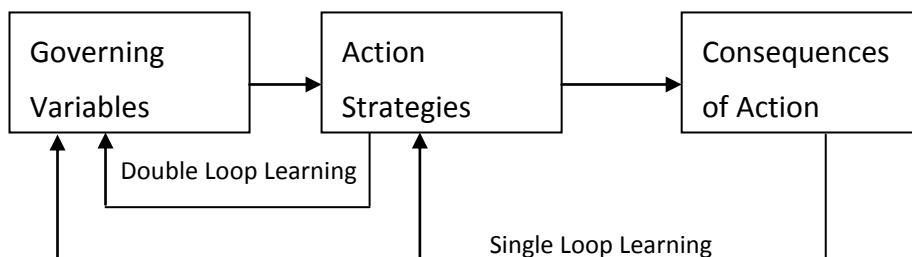 Governing
Variables
Action
Strategies
Consequences
of Action
Double Loop Learning
Single Loop Learning